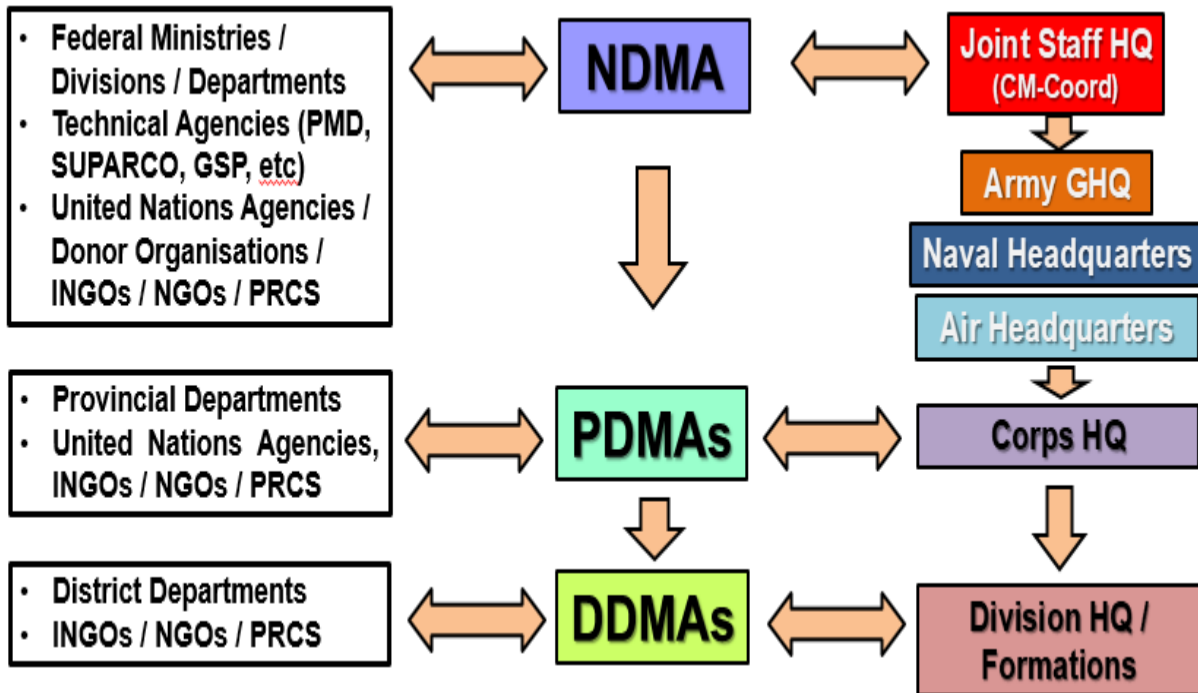 • Federal Ministries /
Divisions / Departments
• Technical Agencies (PMD,
SUPARCO, GSP, etc)
• United Nations Agencies /
Donor Organisations /
INGOs / NGOs / PRCS
NDMA
Joint Staff HQ
(CM-Coord)
Army GHQ
Naval Headquarters
Air Headquarters
• Provincial Departments
• United Nations Agencies,
INGOs / NGOs / PRCS
PDMAs
Corps HQ
• District Departments
• INGOs / NGOs / PRCS
DDMAs
Division HQ /
Formations